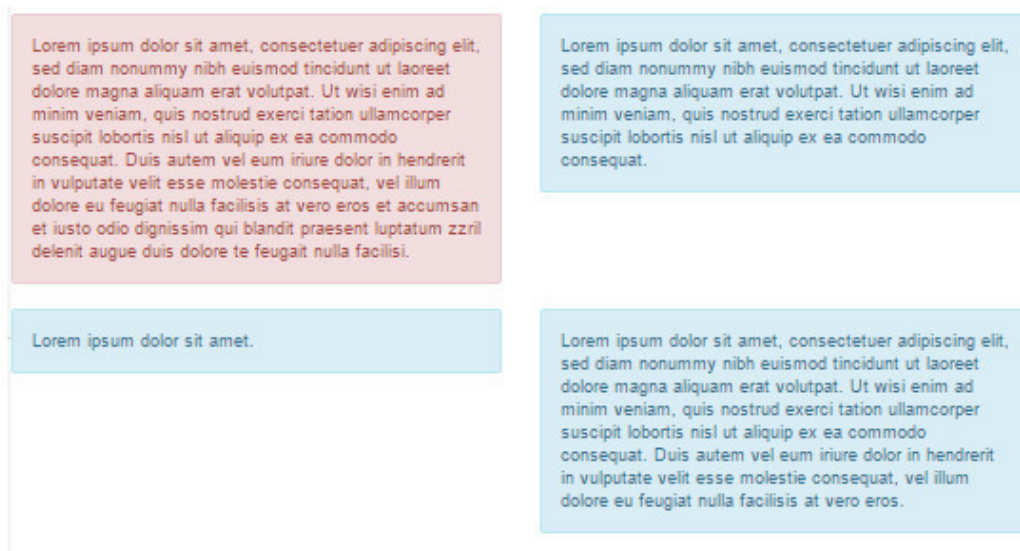 Lorem ipsum dolor sit amet, consectetuer adipiscing elit,
sed diam nonummy nibh euismod tincidunt ut laoreet
dolore magna aliquam erat volutpat. Ut wisi enim ad
minim veniam, quis nostrud exerci tation ullamcorper
suscipit lobortis nisl ut aliquip ex ea commodo
consequat. Duis autem vel eum iriure dolor in hendrerit
in vulputate velit esse molestie consequat, vel illum
dolore eu feugiat nulla facilisis at vero eros et accumsan
et iusto odio dignissim qui blandit praesent luptatum zzril
delenit augue duis dolore te feugait nulla facilisi.
Lorem ipsum dolor sit amet, consectetuer adipiscing elit,
sed diam nonummy nibh euismod tincidunt ut laoreet
dolore magna aliquam erat volutpat. Ut wisi enim ad
minim veniam, quis nostrud exerci tation ullamcorper
suscipit lobortis nisl ut aliquip ex ea commodo
consequat.
Lorem ipsum dolor sit amet.
Lorem ipsum dolor sit amet, consectetuer adipiscing elit,
sed diam nonummy nibh euismod tincidunt ut laoreet
dolore magna aliquam erat volutpat. Ut wisi enim ad
minim veniam, quis nostrud exerci tation ullamcorper
suscipit lobortis nisl ut aliquip ex ea commodo
consequat. Duis autem vel eum iriure dolor in hendrerit
in vulputate velit esse molestie consequat, vel illum
dolore eu feugiat nulla facilisis at vero eros.